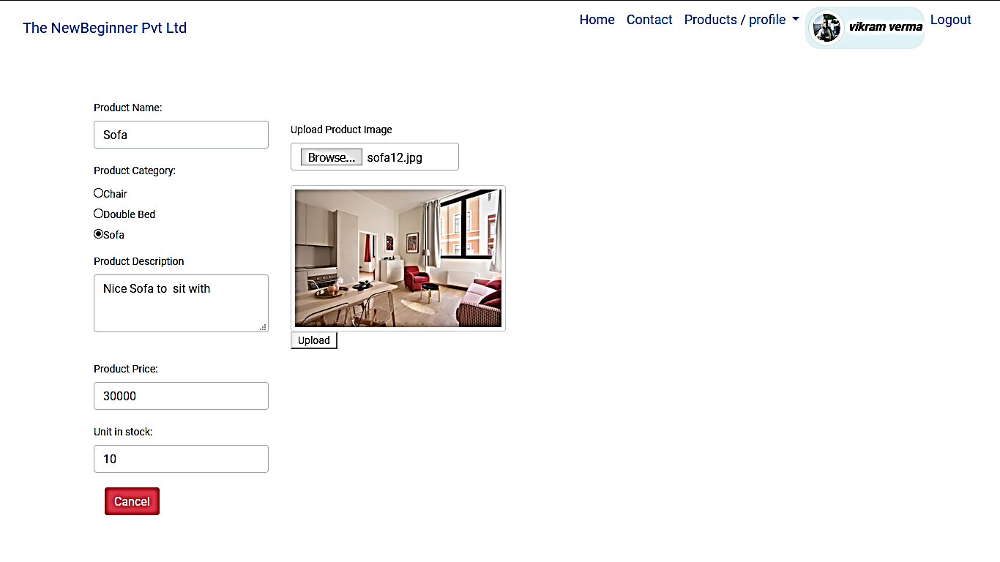 The NewBeginner Pvt Ltd
Home Contact Products / profile vikram verma Logout
Product Name:
Sofa
Product Category:
Chair
Double Bed
Sofa
Product Description
Nice Sofa to  sit with
Product Price:
30000
Unit in stock:
10
Cancel
Upload Product Image
Browse... sofa12.jpg
Upload